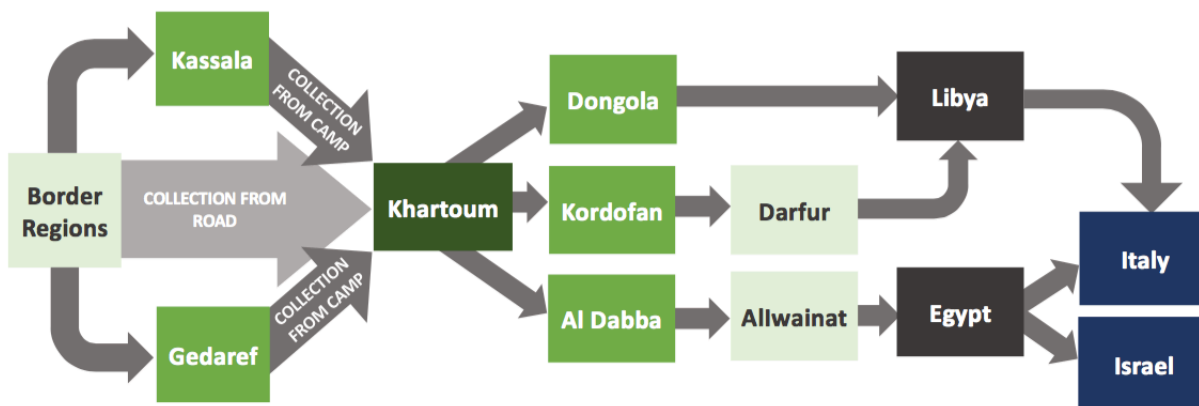 Kassala
COLLECTION
FROM CAMP
Dongola
Libya
Border
Regions
COLLECTION FROM
ROAD
Khartoum
Kordofan
Darfur
Italy
Gedaref
COLLECTION
FROM CAMP
Al Dabba
Allwainat
Egypt
Israel